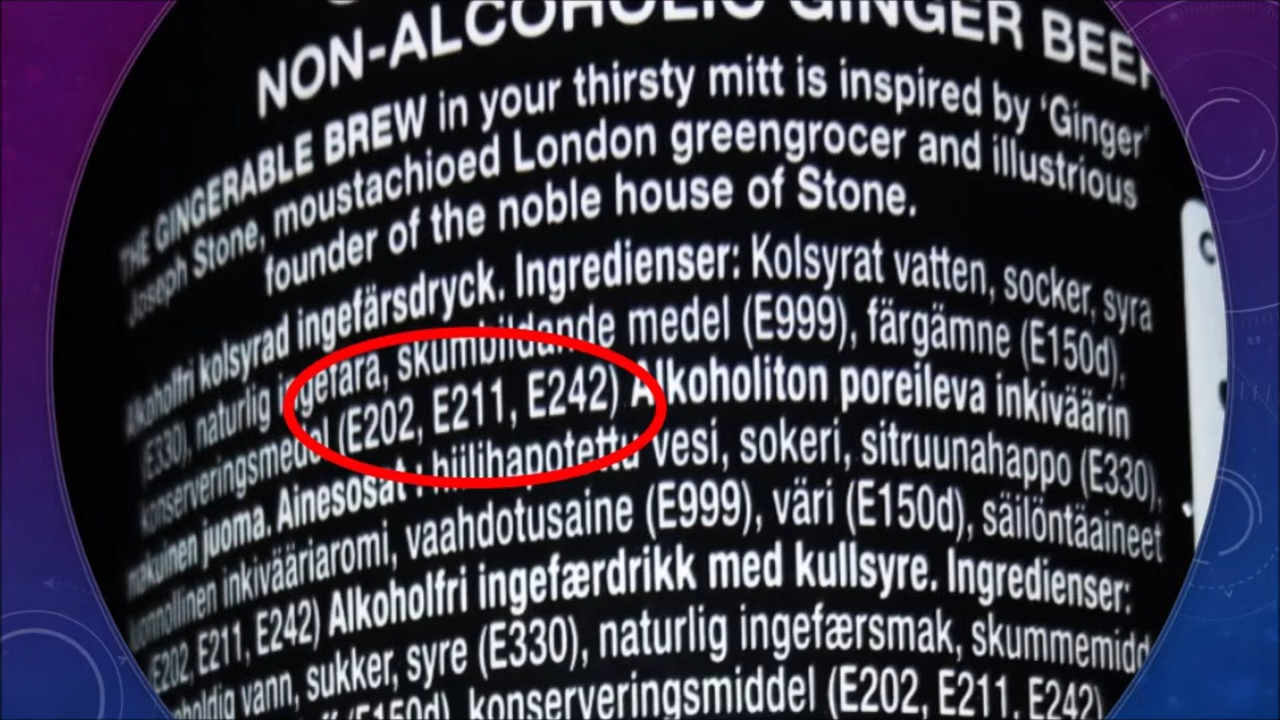 NON-ALCOHOLIC GINGER BEER
THE GINGERABLE BREW in your thirsty mitt is inspired by ‘Ginger’
Joseph Stone, moustachioed London greengrocer and illustrious
founder of the noble house of Stone.
Alkoholfri kolsyrad ingefärsdryck. Ingredienser: Kolsyrat vatten, socker, syra
(E330), naturlig ingefära, skumbildande medel (E999), färgämne (E150d),
konserveringsmedel (E202, E211, E242) Alkoholiton poreileva inkiväärin
makuinen juoma. Ainesosat: hiilihapotettu vesi, sokeri, sitruunahappo (E330),
luonnollinen inkivääriaromi, vaahdotusaine (E999), väri (E150d), säilöntäaineet
(E202, E211, E242) Alkoholfri ingefærdrikk med kullsyre. Ingredienser:
vann, sukker, syre (E330), naturlig ingefærsmak, skummemidd
(E150d), konserveringsmiddel (E202, E211, E242)